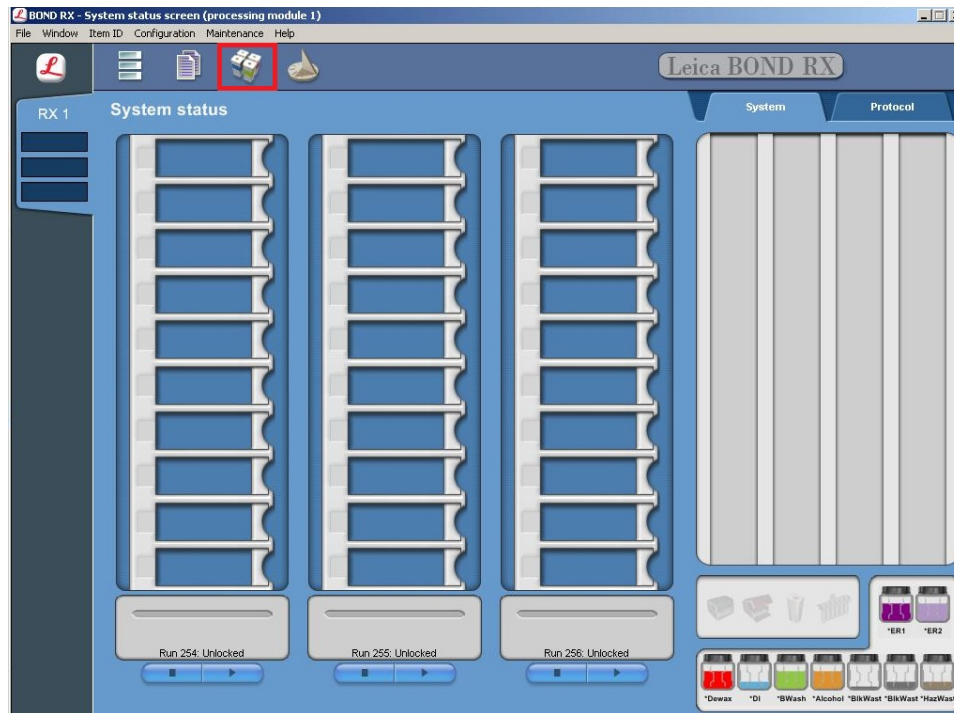 BOND RX - System status screen (processing module 1)
File Window Item ID Configuration Maintenance Help
Leica BOND RX
RX 1
System status
System
Protocol
Run 254: Unlocked
Run 255: Unlocked
Run 256: Unlocked
*ER1 *ER2
*Dewax *DI *BWash *Alcohol *BlkWast *BlkWast *HazWast